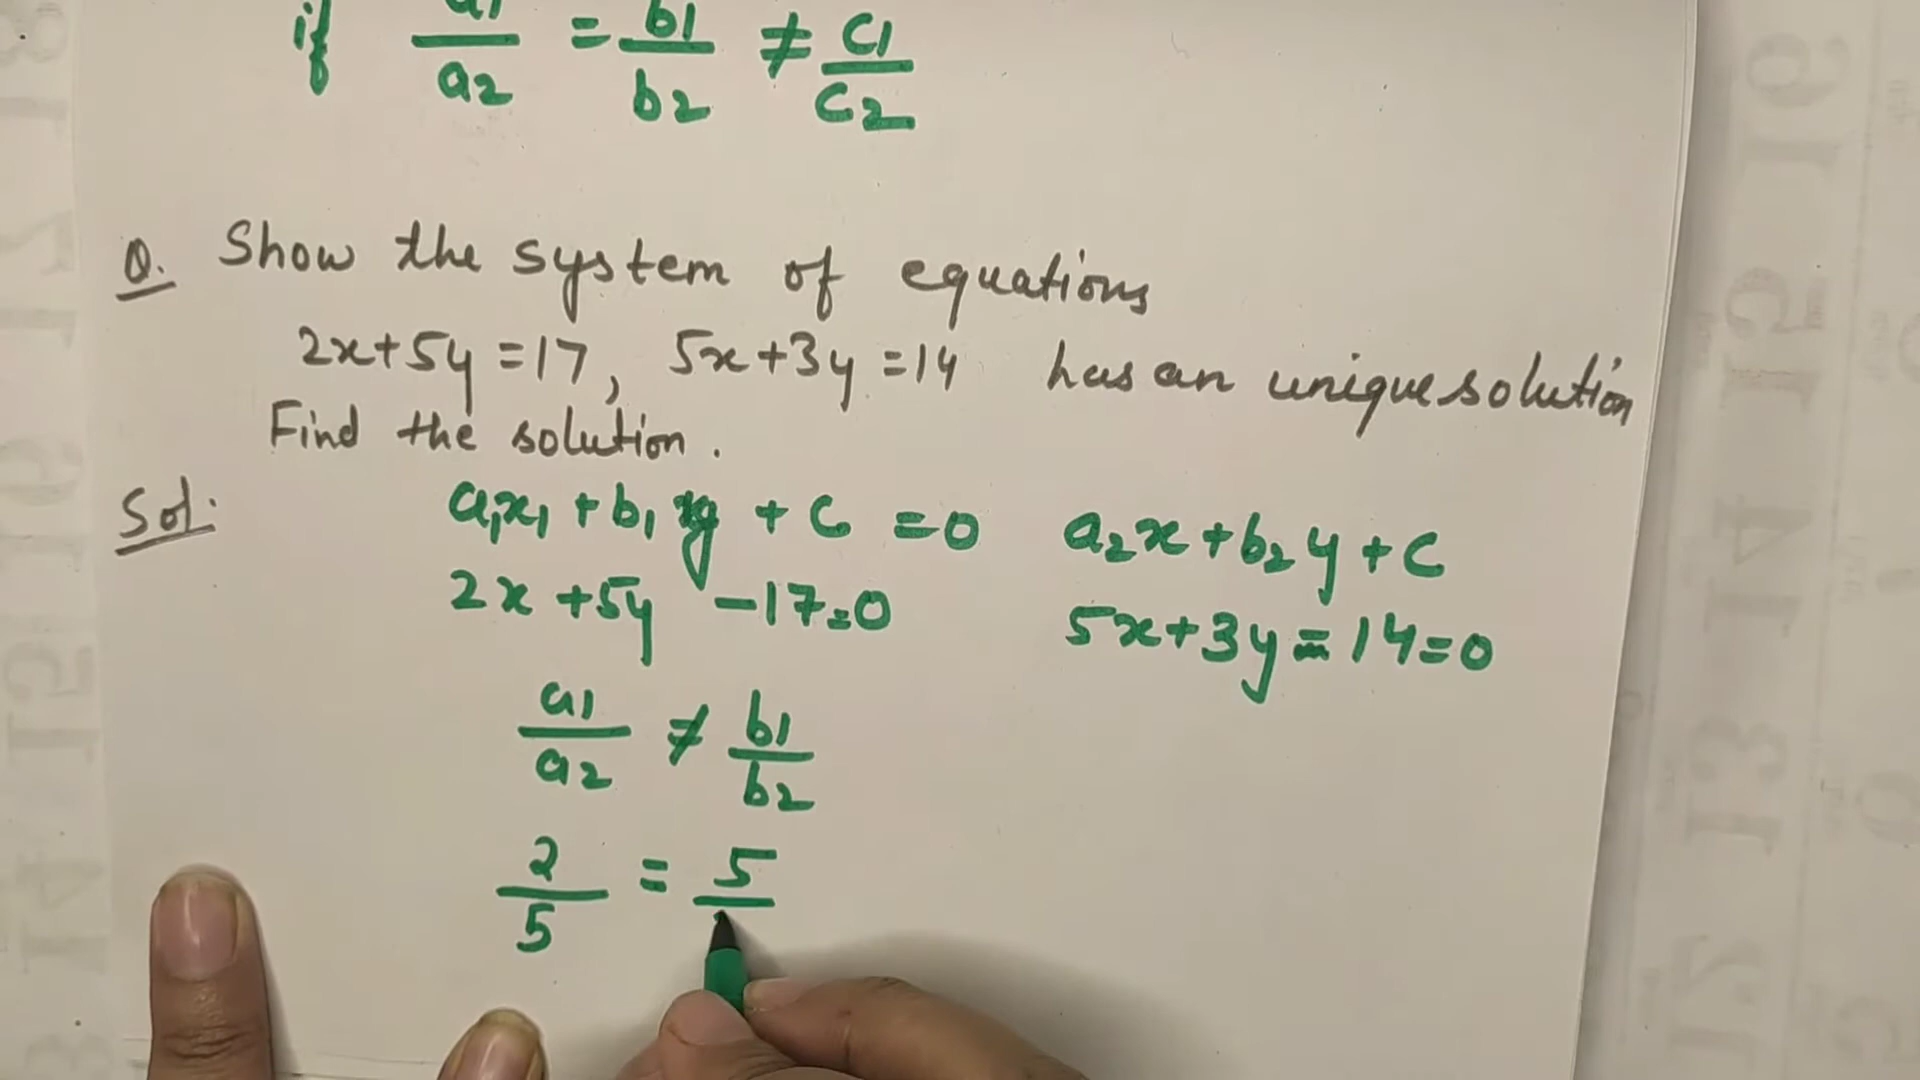 if a1/a2 = b1/b2 ≠ c1/c2
Q. Show the system of equations
2x+5y=17, 5x+3y=14 has an unique solution
Find the solution.
Sol: a1x1 + b1y + c = 0 a2x+b2y+c
2x+5y -17=0 5x+3y-14=0
a1/a2 ≠ b1/b2
2/5 = 5/